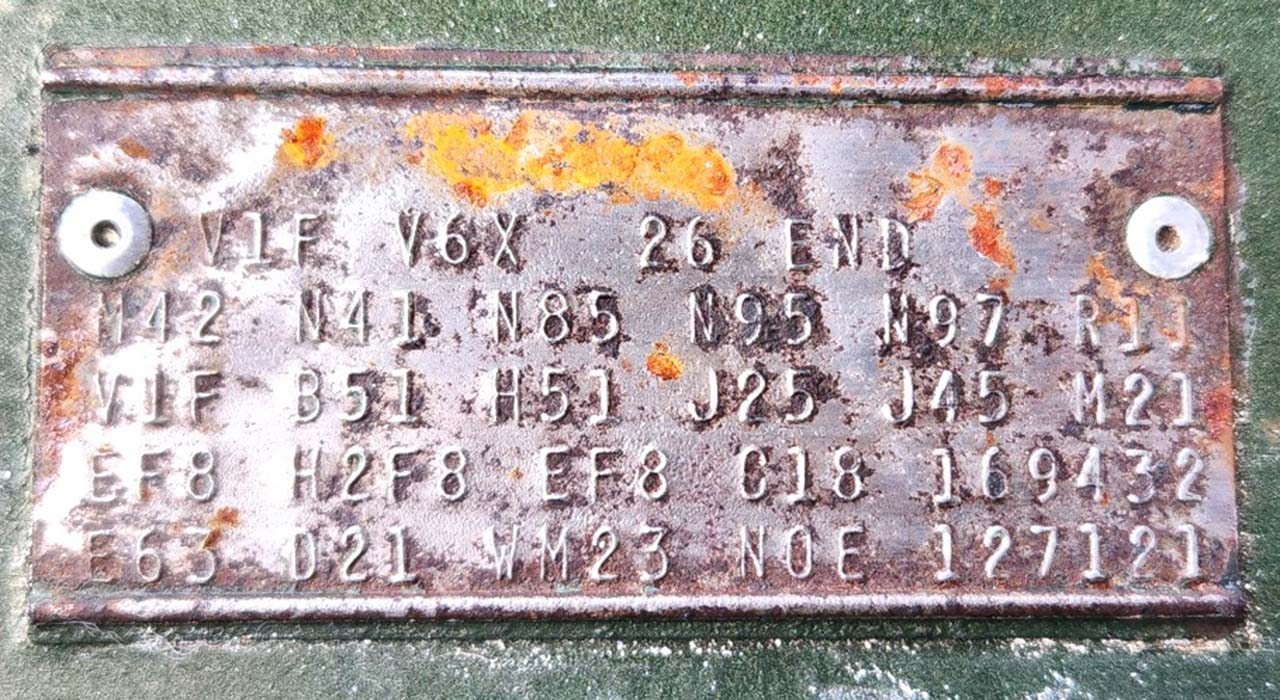 V1F V6X 26 END
M42 N41 N85 N95 N97 R11
V1F B51 H51 J25 J45 M21
EF8 H2F8 EF8 C18 169432
E63 D21 WM23 N0E 127121